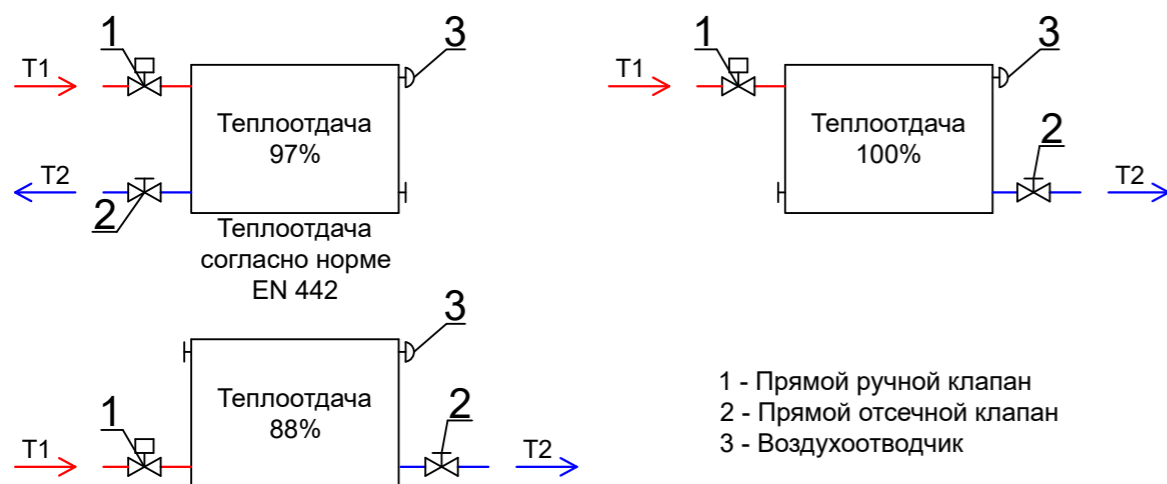 1
3
T1
Теплоотдача
97%
T2
2
Теплоотдача
согласно норме
EN 442
1
3
T1
Теплоотдача
100%
2
T2
3
1
Теплоотдача
88%
2
T1
T2
1 - Прямой ручной клапан
2 - Прямой отсечной клапан
3 - Воздухоотводчик